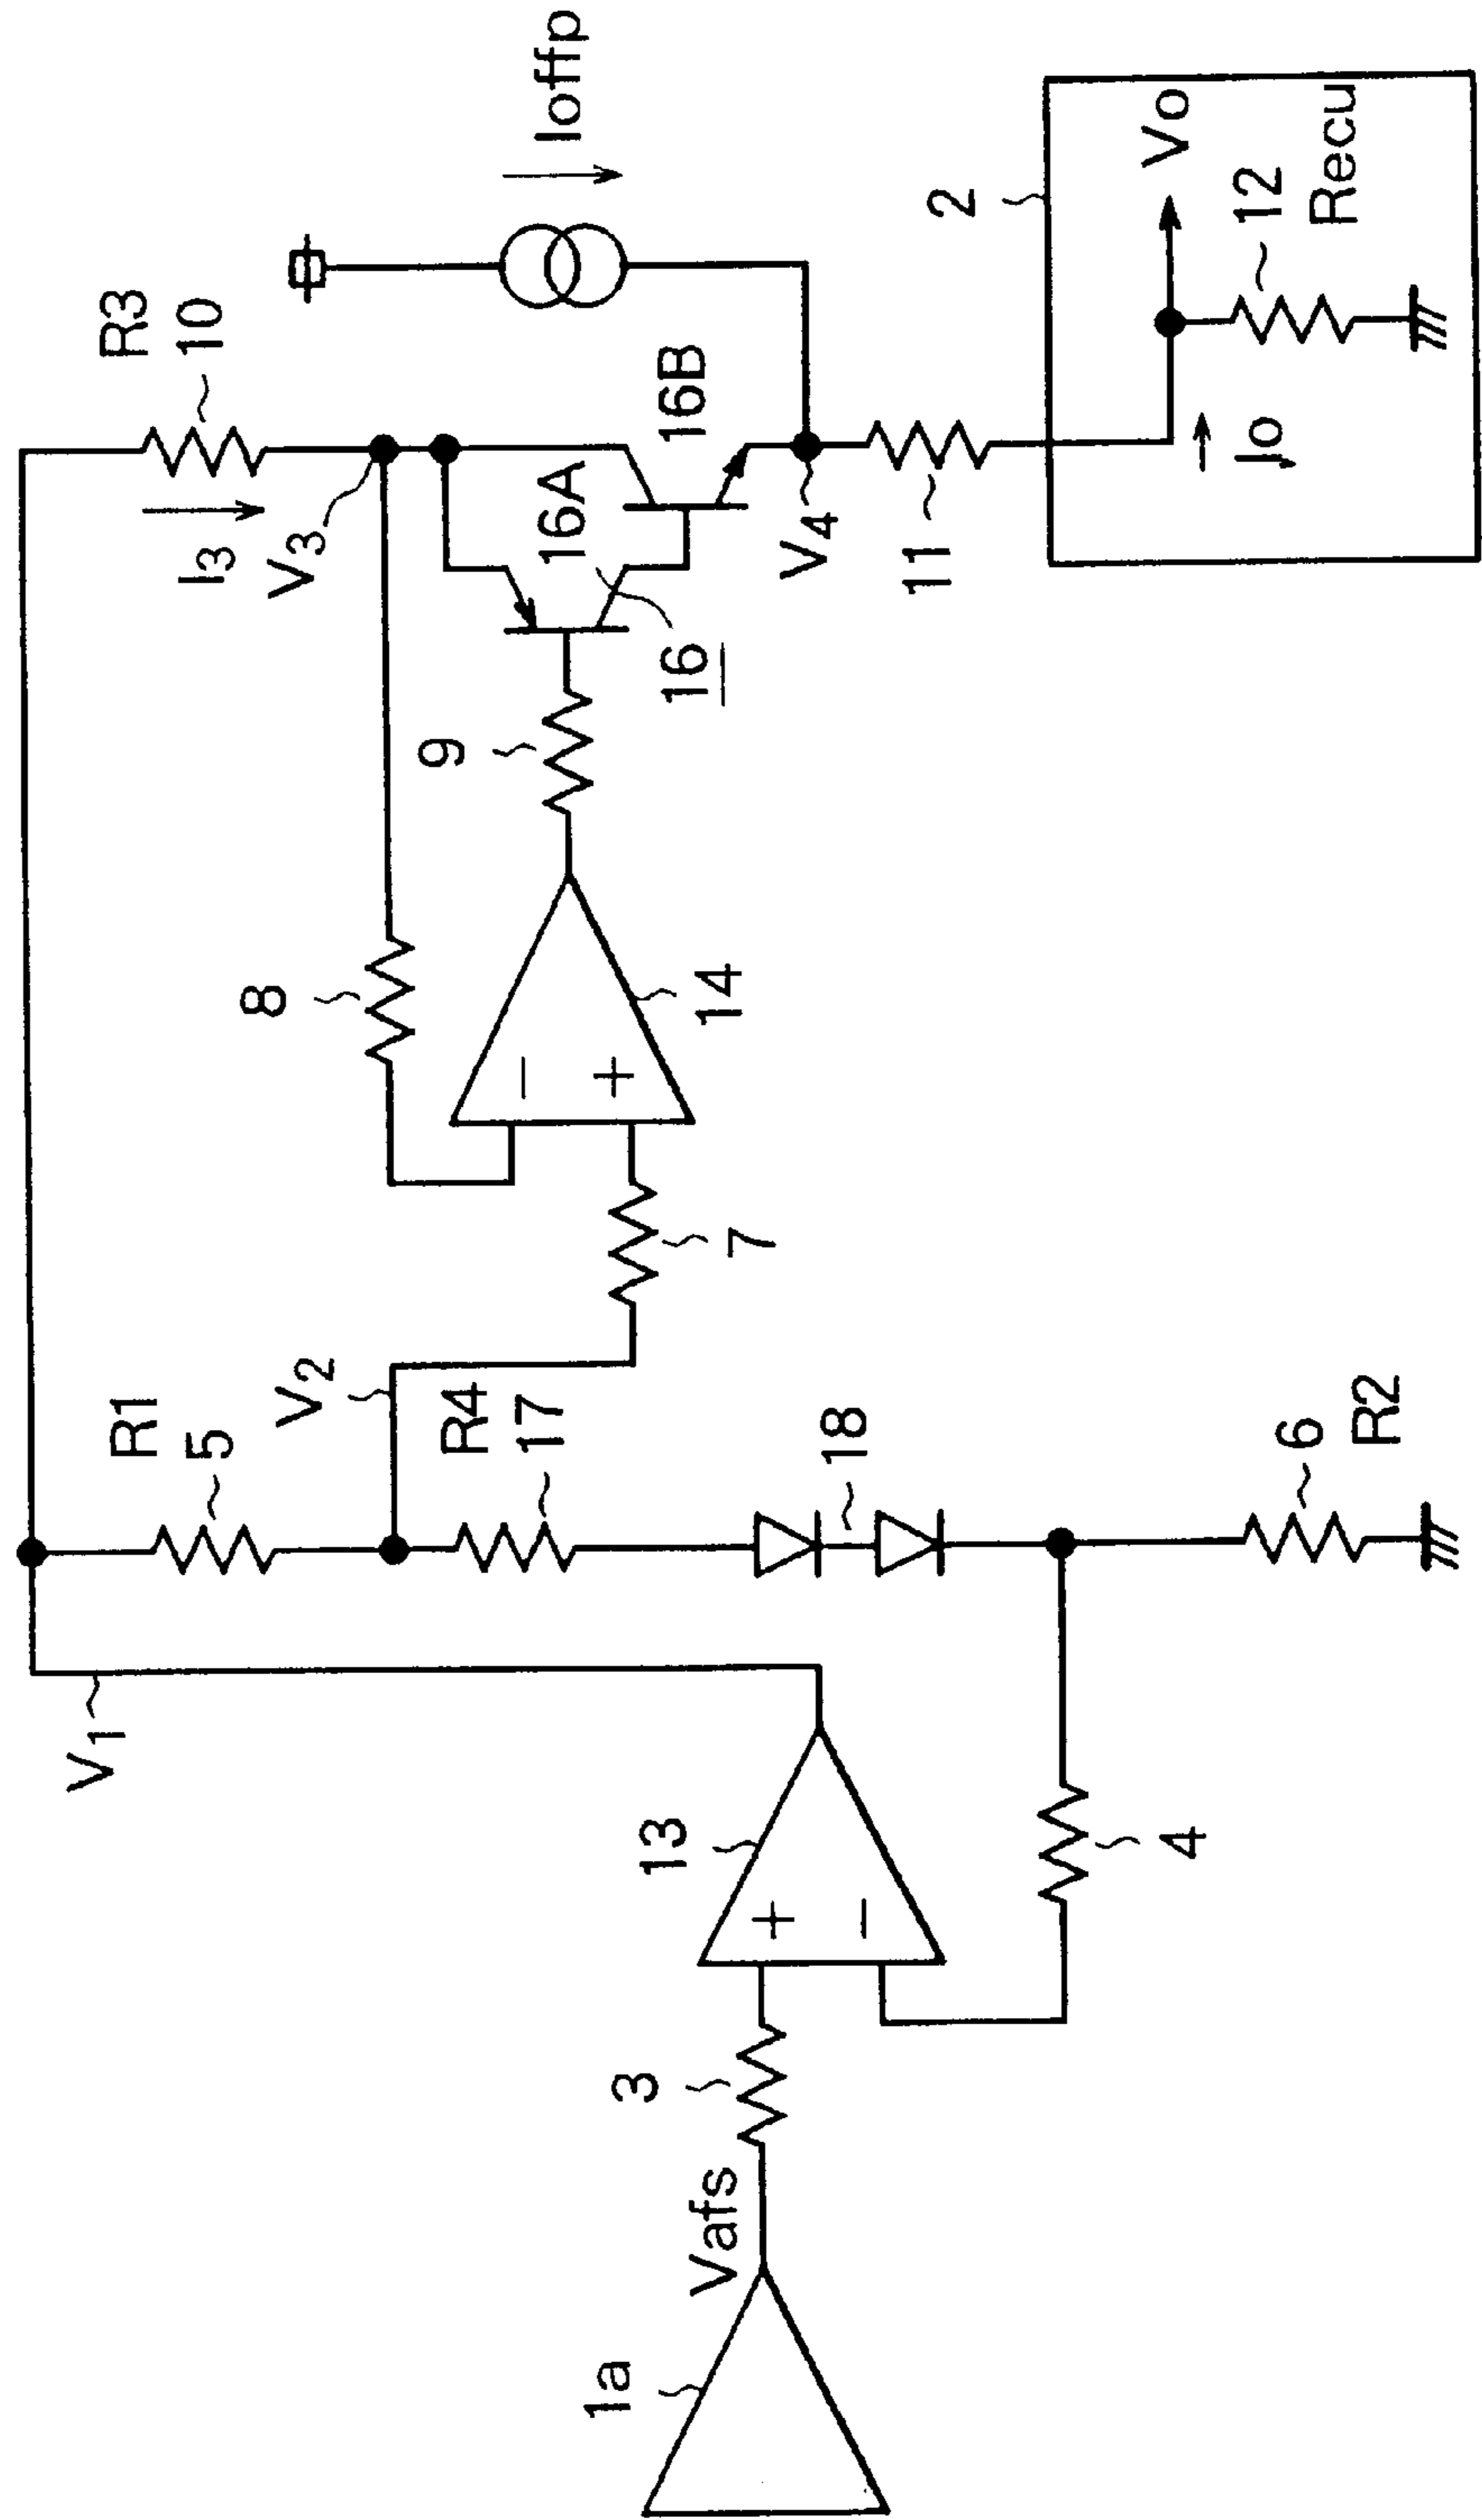 1a
Vafs
3
13
+
−
4
V1
R1
5
V2
R4
17
18
6
R2
7
8
−
+
14
9
R3
10
I3
V3
16A
16
16B
V4
11
Ioffp
2
Io
Vo
12
Recu